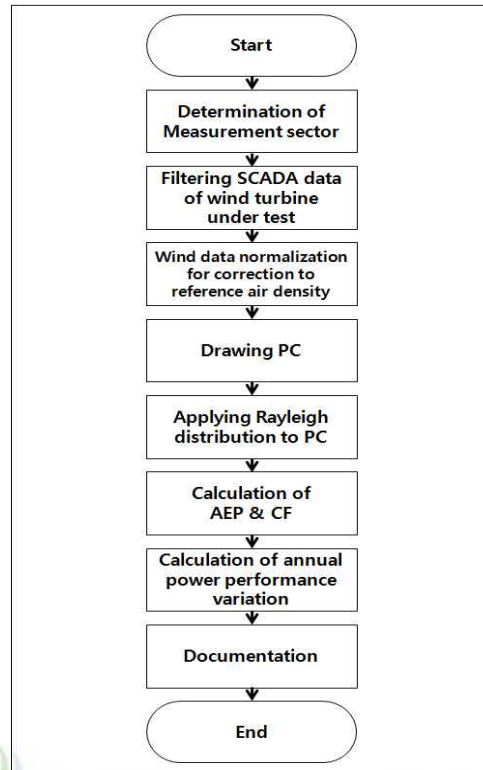 Start
Determination of
Measurement sector
Filtering SCADA data
of wind turbine
under test
Wind data normalization
for correction to
reference air density
Drawing PC
Applying Rayleigh
distribution to PC
Calculation of
AEP & CF
Calculation of annual
power performance
variation
Documentation
End